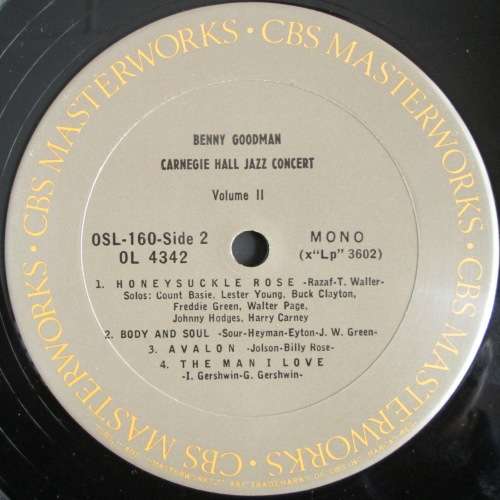 CBS MASTERWORKS · CBS MASTERWORKS · CBS MASTERWORKS · CBS MASTERWORKS ·
BENNY GOODMAN
CARNEGIE HALL JAZZ CONCERT
Volume II
OSL-160-Side 2
OL 4342
MONO
(x"Lp" 3602)
1. HONEYSUCKLE ROSE -Razaf-T. Waller-
Solos: Count Basie, Lester Young, Buck Clayton,
Freddie Green, Walter Page,
Johnny Hodges, Harry Carney
2. BODY AND SOUL -Sour-Heyman-Eyton-J. W. Green-
3. AVALON -Jolson-Billy Rose-
4. THE MAN I LOVE
-I. Gershwin-G. Gershwin-